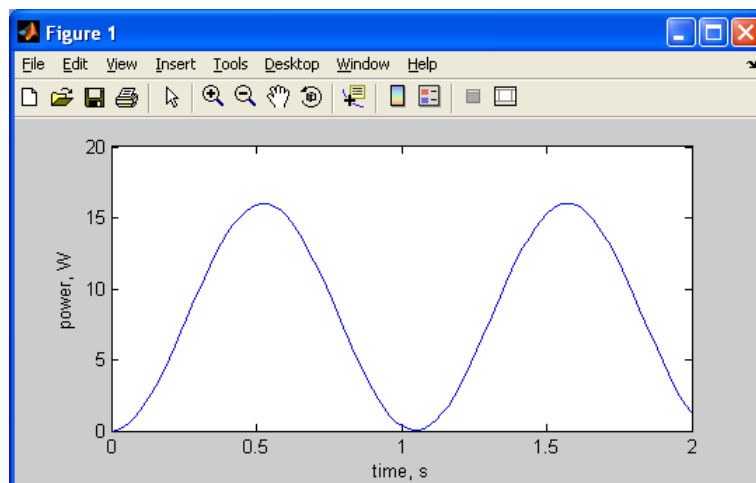 Figure 1
File Edit View Insert Tools Desktop Window Help
20
15
10
5
0
power, W
0 0.5 1 1.5 2
time, s